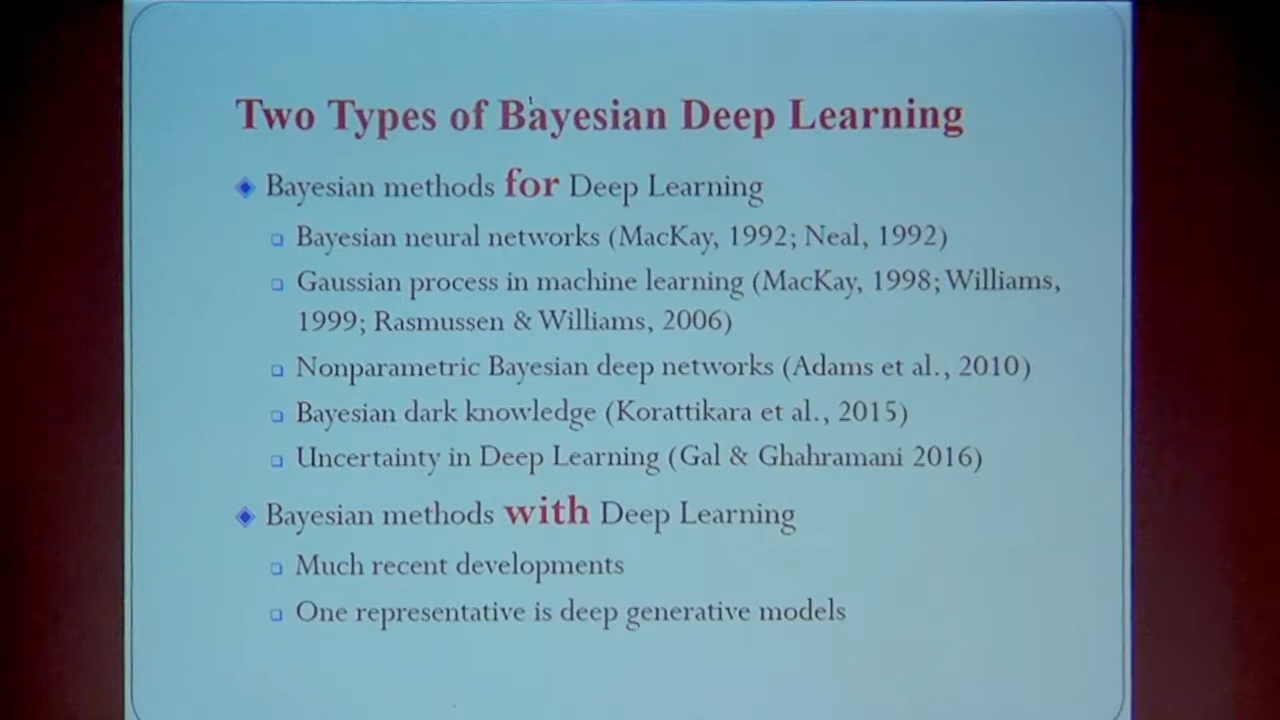 Two Types of Bayesian Deep Learning
Bayesian methods for Deep Learning
Bayesian neural networks (MacKay, 1992; Neal, 1992)
Gaussian process in machine learning (MacKay, 1998; Williams,
1999; Rasmussen & Williams, 2006)
Nonparametric Bayesian deep networks (Adams et al., 2010)
Bayesian dark knowledge (Korattikara et al., 2015)
Uncertainty in Deep Learning (Gal & Ghahramani 2016)
Bayesian methods with Deep Learning
Much recent developments
One representative is deep generative models